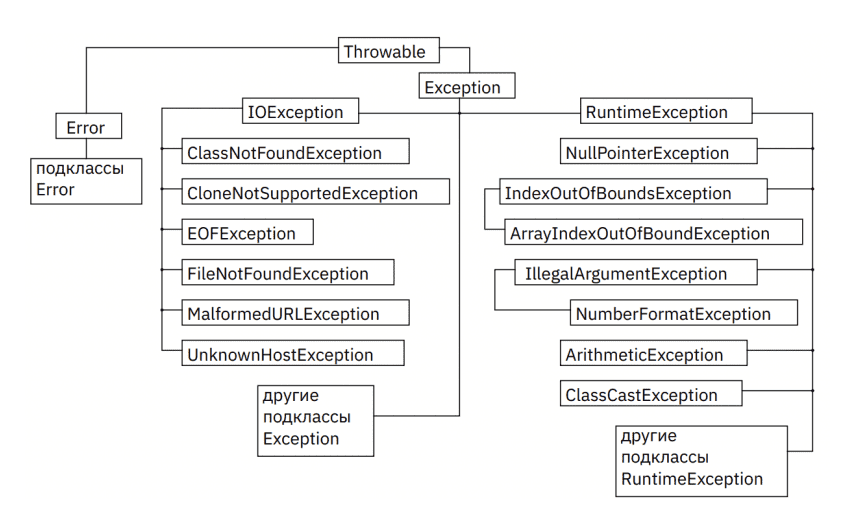 Throwable
Exception
Error
подклассы
Error
IOException
ClassNotFoundException
CloneNotSupportedException
EOFException
FileNotFoundException
MalformedURLException
UnknownHostException
другие
подклассы
Exception
RuntimeException
NullPointerException
IndexOutOfBoundsException
ArrayIndexOutOfBoundException
IllegalArgumentException
NumberFormatException
ArithmeticException
ClassCastException
другие
подклассы
RuntimeException